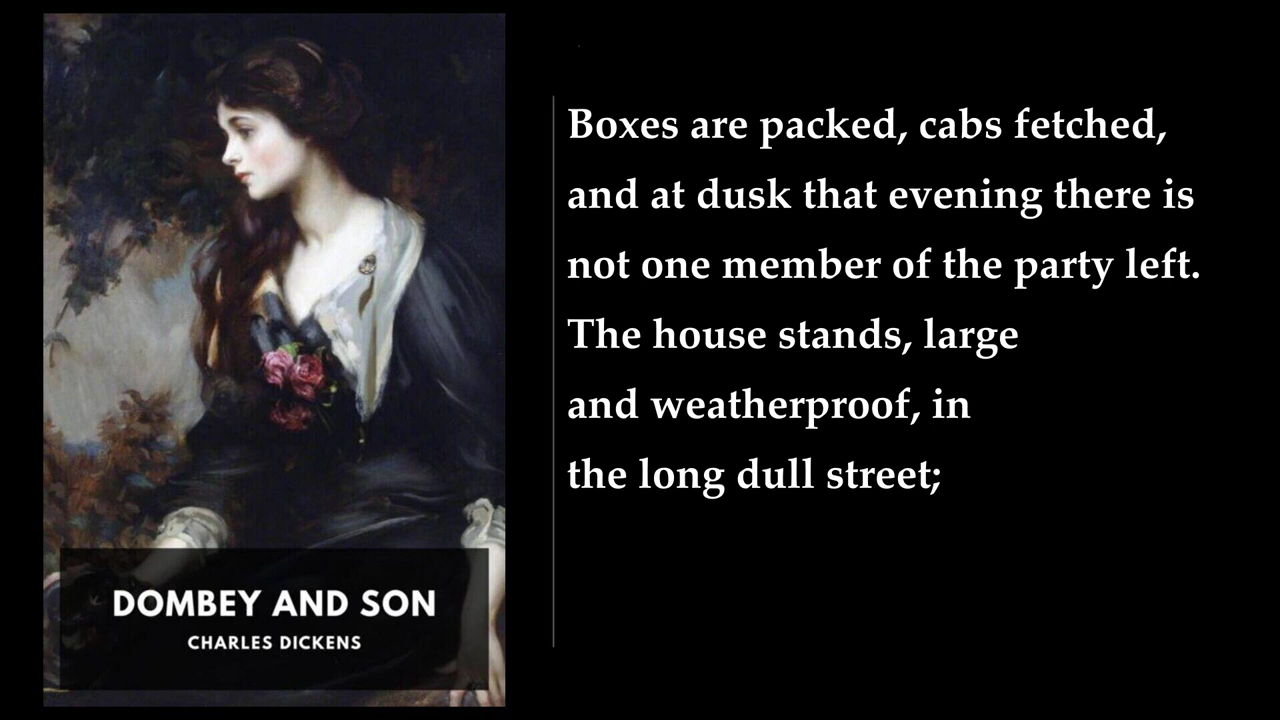 Boxes are packed, cabs fetched,
and at dusk that evening there is
not one member of the party left.
The house stands, large
and weatherproof, in
the long dull street;
DOMBEY AND SON
CHARLES DICKENS